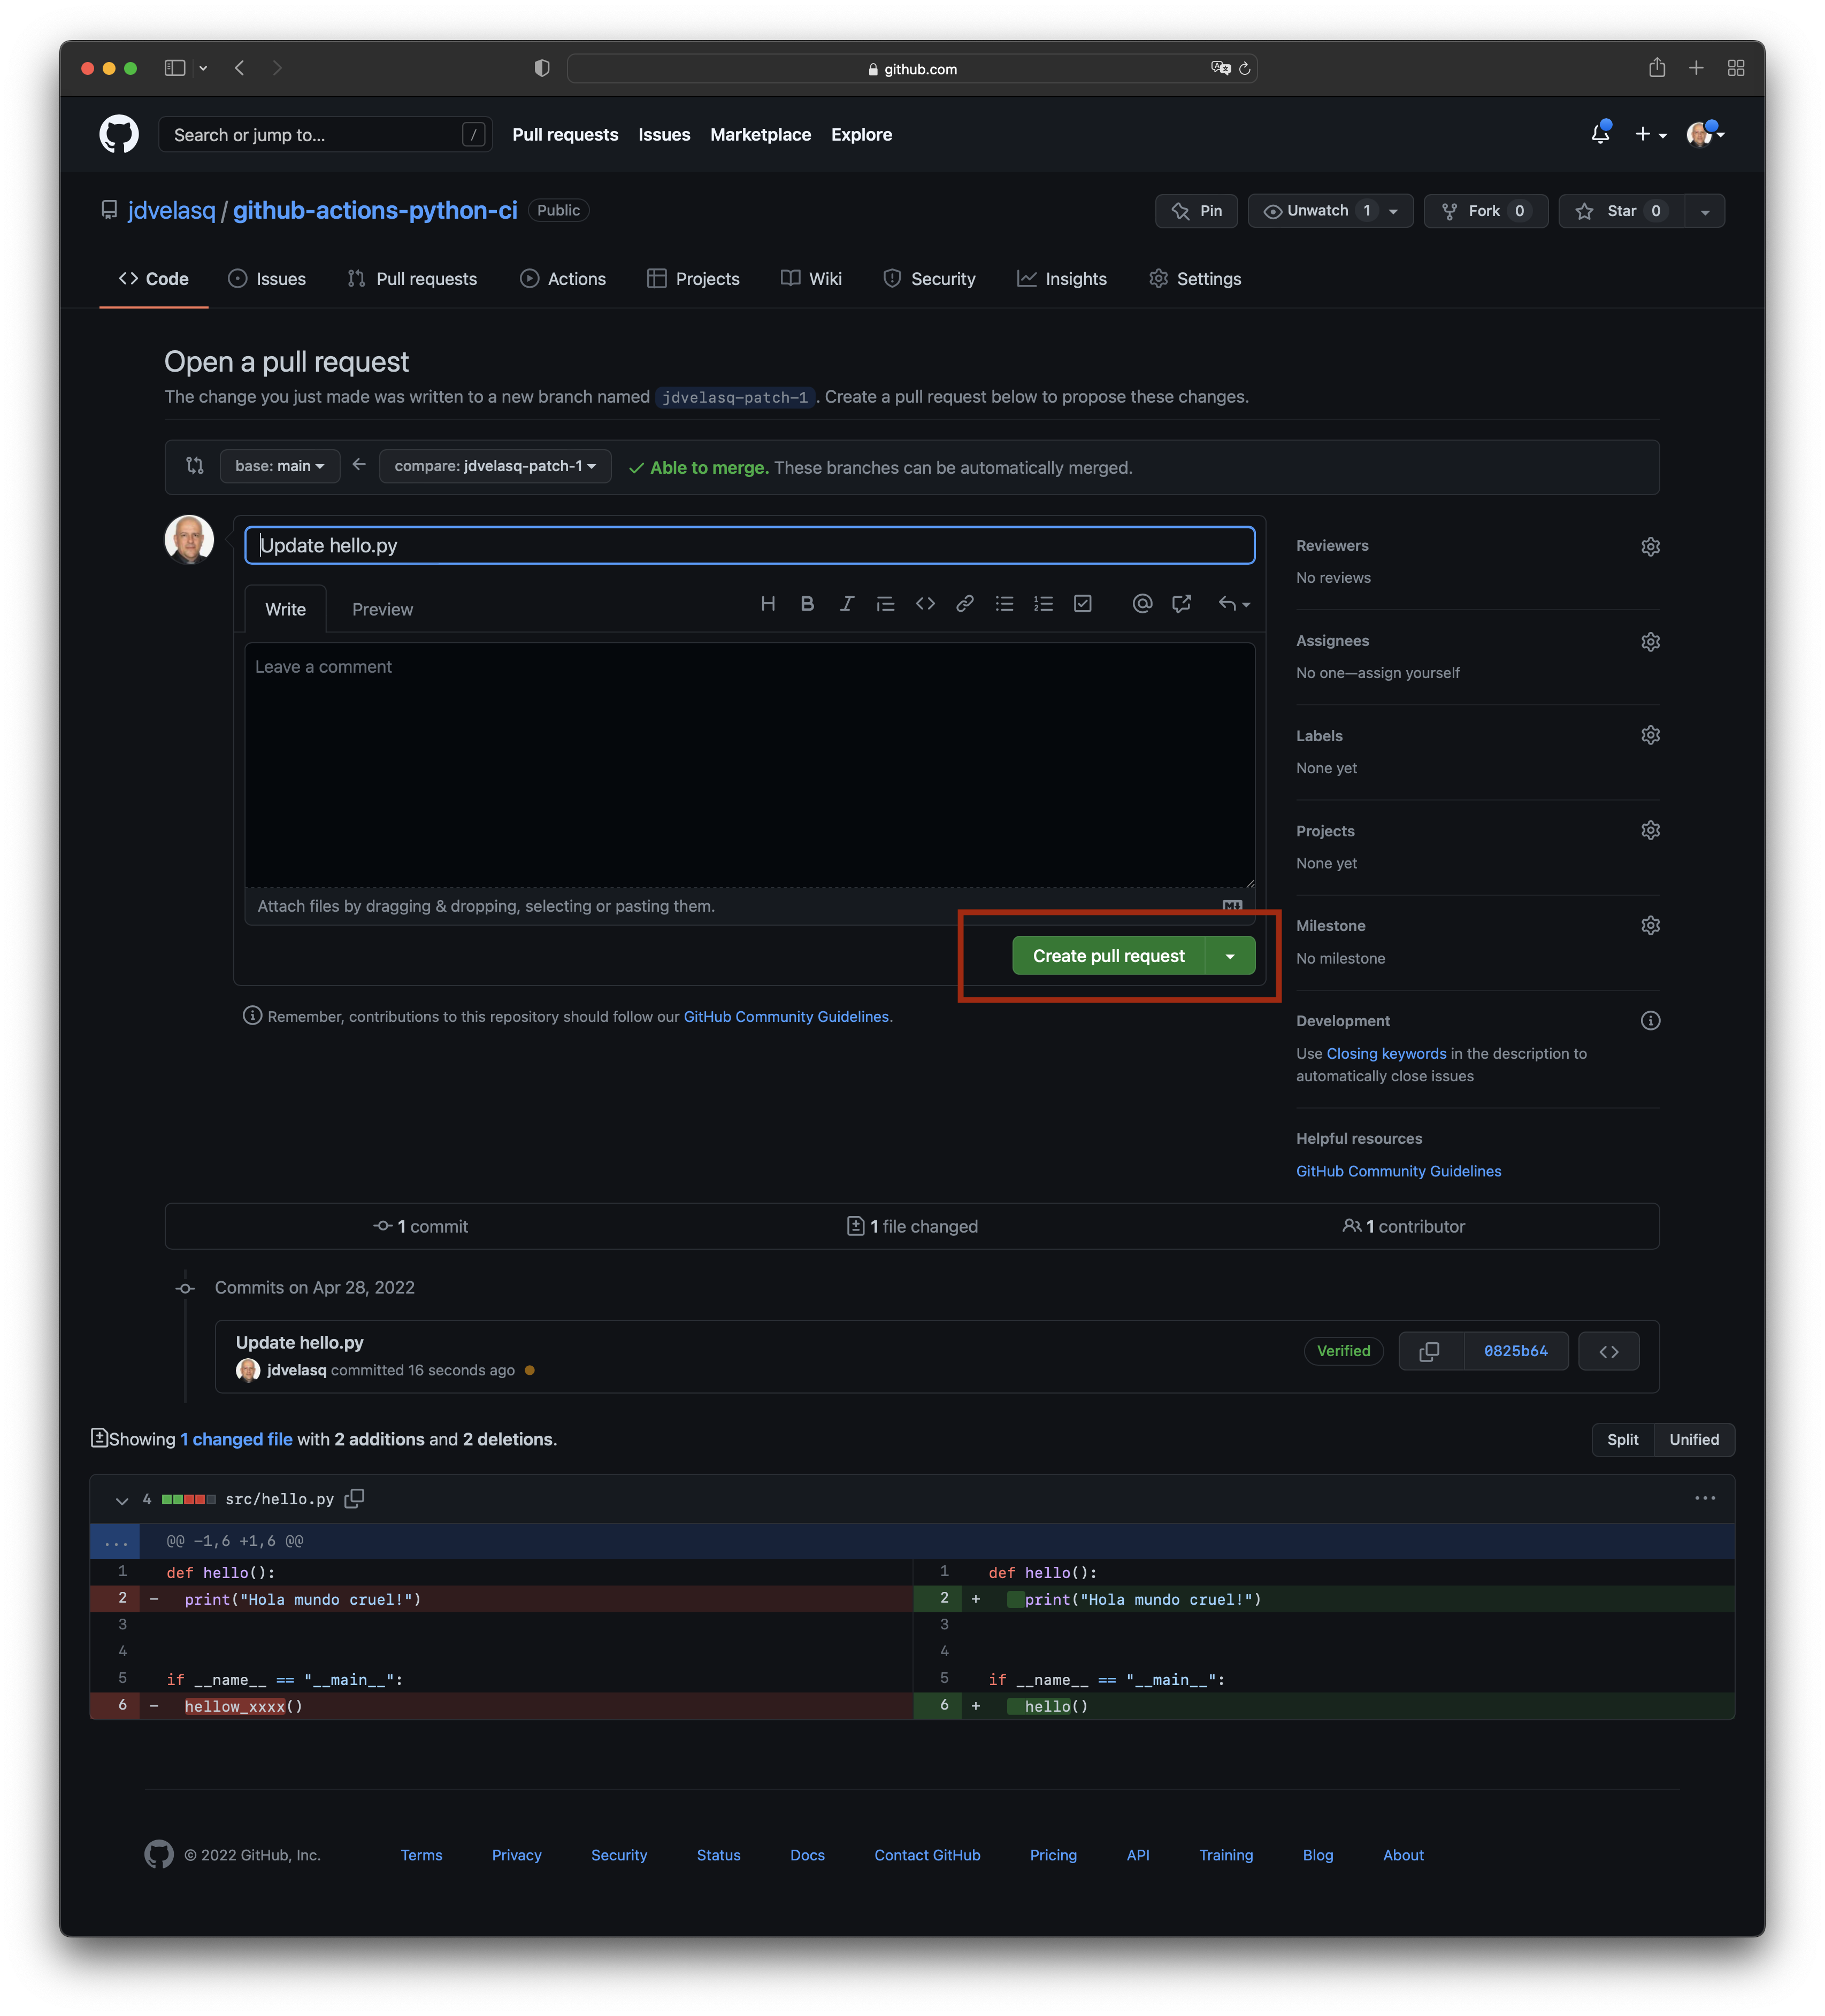 github.com
Search or jump to... /
Pull requests Issues Marketplace Explore
jdvelasq / github-actions-python-ci Public
Pin Unwatch 1 Fork 0 Star 0
Code Issues Pull requests Actions Projects Wiki Security Insights Settings
Open a pull request
The change you just made was written to a new branch named jdvelasq-patch-1. Create a pull request below to propose these changes.
base: main compare: jdvelasq-patch-1 Able to merge. These branches can be automatically merged.
Update hello.py
Write Preview
Leave a comment
Attach files by dragging & dropping, selecting or pasting them.
Create pull request
Remember, contributions to this repository should follow our GitHub Community Guidelines.
Reviewers
No reviews
Assignees
No one—assign yourself
Labels
None yet
Projects
None yet
Milestone
No milestone
Development
Use Closing keywords in the description to
automatically close issues
Helpful resources
GitHub Community Guidelines
1 commit 1 file changed 1 contributor
Commits on Apr 28, 2022
Update hello.py
jdvelasq committed 16 seconds ago
Verified 0825b64
Showing 1 changed file with 2 additions and 2 deletions.
Split Unified
4 src/hello.py
... @@ -1,6 +1,6 @@
1 def hello(): 1 def hello():
2 - print("Hola mundo cruel!") 2 + print("Hola mundo cruel!")
3 3
4 4
5 if __name__ == "__main__": 5 if __name__ == "__main__":
6 - hellow_xxxx() 6 + hello()
© 2022 GitHub, Inc. Terms Privacy Security Status Docs Contact GitHub Pricing API Training Blog About